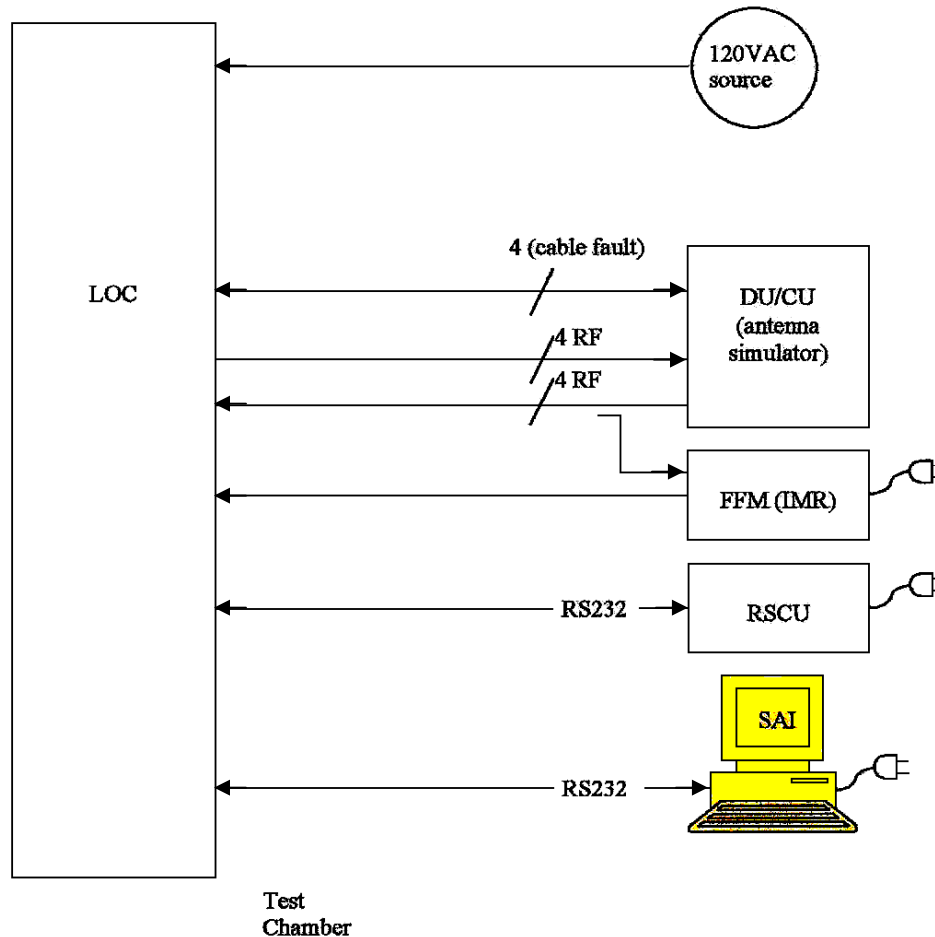 120VAC
source
4 (cable fault)
LOC
DU/CU
(antenna
simulator)
4 RF
4 RF
FFM (IMR)
RS232
RSCU
SAI
RS232
Test
Chamber